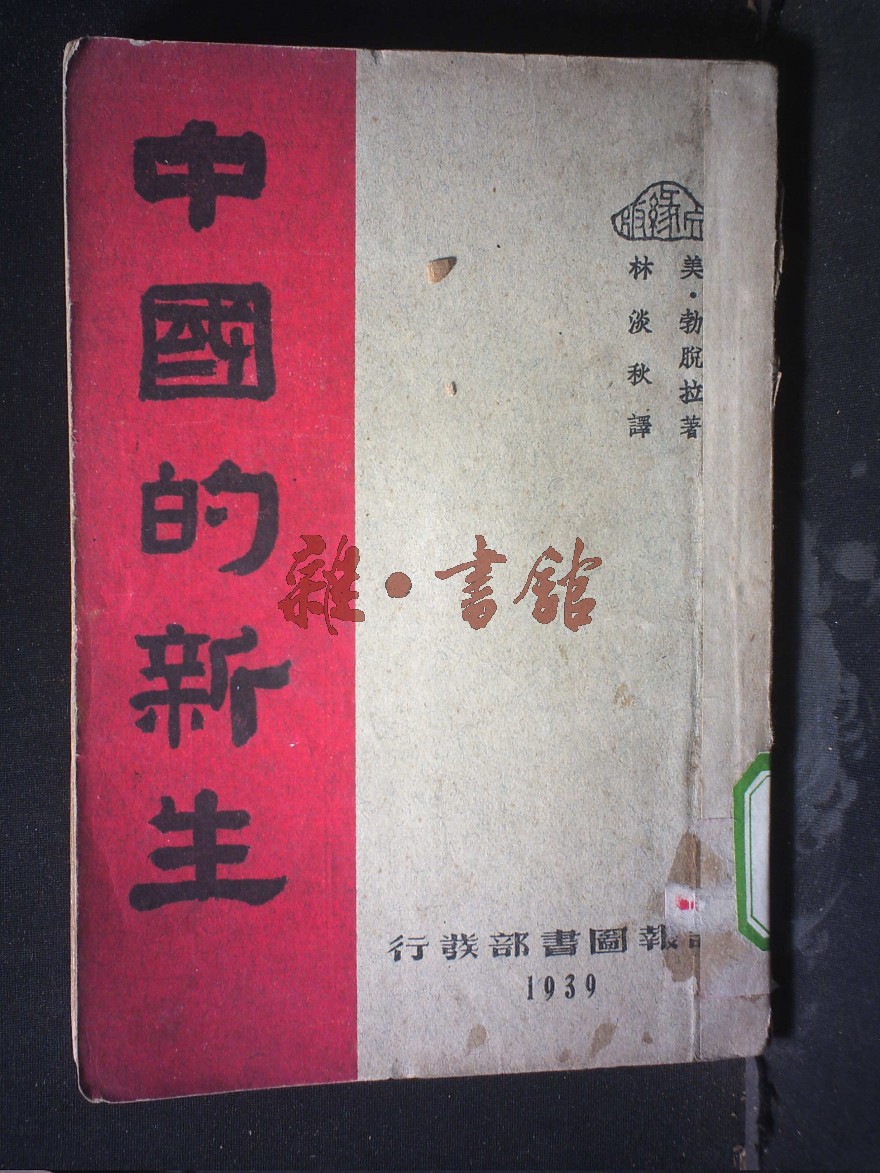 中國的新生
美·勃脫拉著
林淡秋譯
報圖書部發行
1939
雜·書館